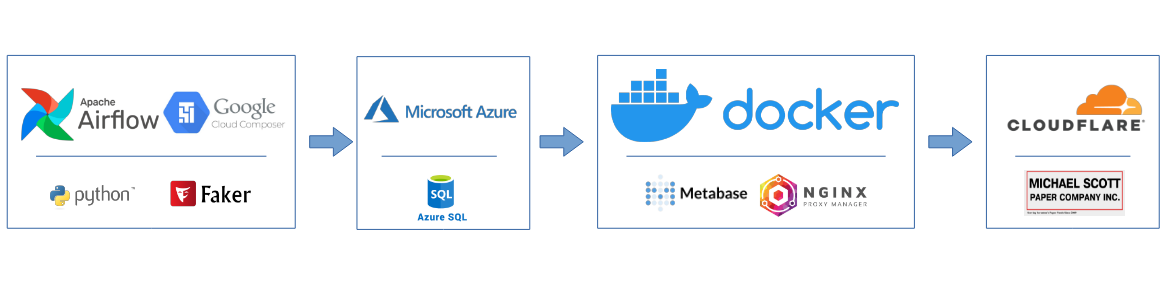 Apache
Airflow
Google
Cloud Composer
python™
Faker
Microsoft Azure
SQL
Azure SQL
docker
Metabase
NGINX
PROXY MANAGER
CLOUDFLARE
MICHAEL SCOTT
PAPER COMPANY INC.